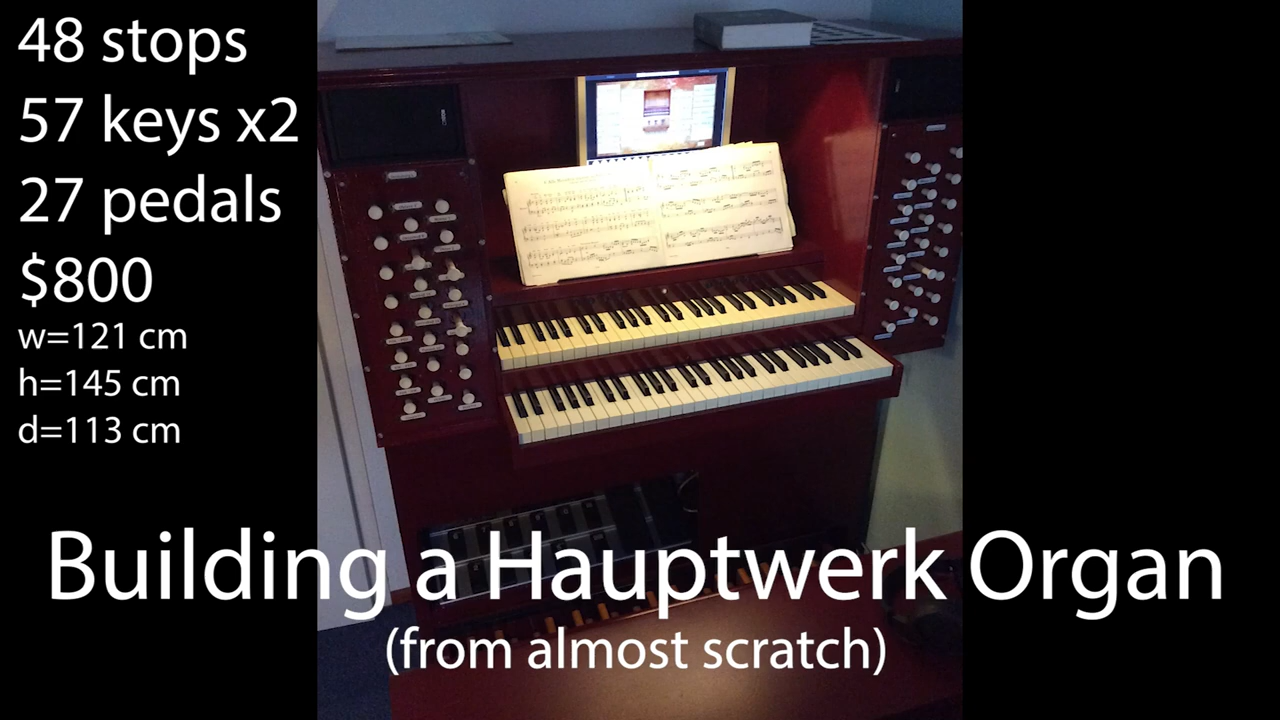 48 stops
57 keys x2
27 pedals
$800
w=121 cm
h=145 cm
d=113 cm
Building a Hauptwerk Organ
(from almost scratch)